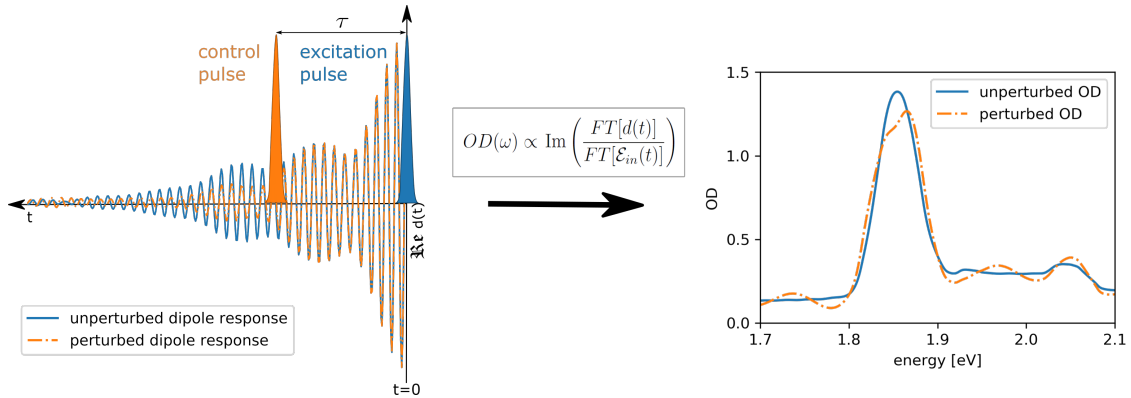 τ
control
pulse
excitation
pulse
t
ℜe d(t)
t=0
unperturbed dipole response
perturbed dipole response
OD(ω) ∝ Im ( FT[d(t)] / FT[ℰ_in(t)] )
1.5
1.0
0.5
0.0
OD
unperturbed OD
perturbed OD
1.7 1.8 1.9 2.0 2.1
energy [eV]